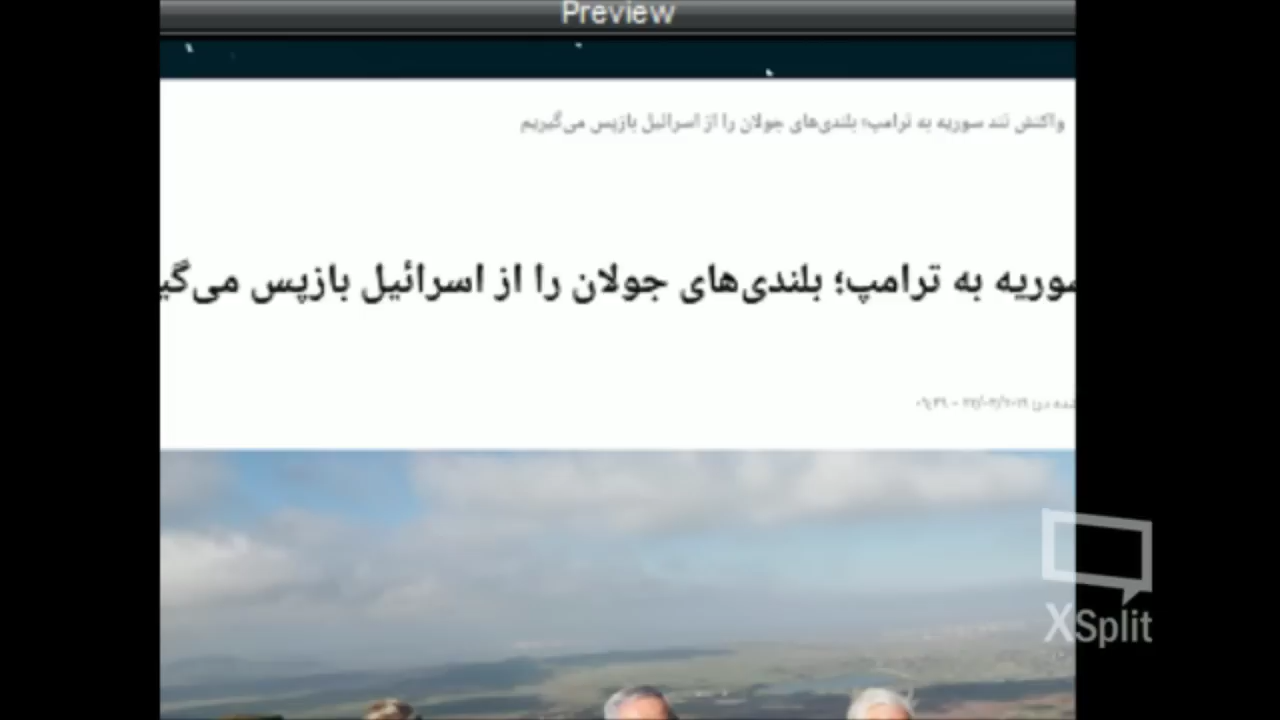 Preview
واکنش تند سوریه به ترامپ؛ بلندی‌های جولان را از اسرائیل بازپس می‌گیریم
سوریه به ترامپ؛ بلندی‌های جولان را از اسرائیل بازپس می‌گی
XSplit